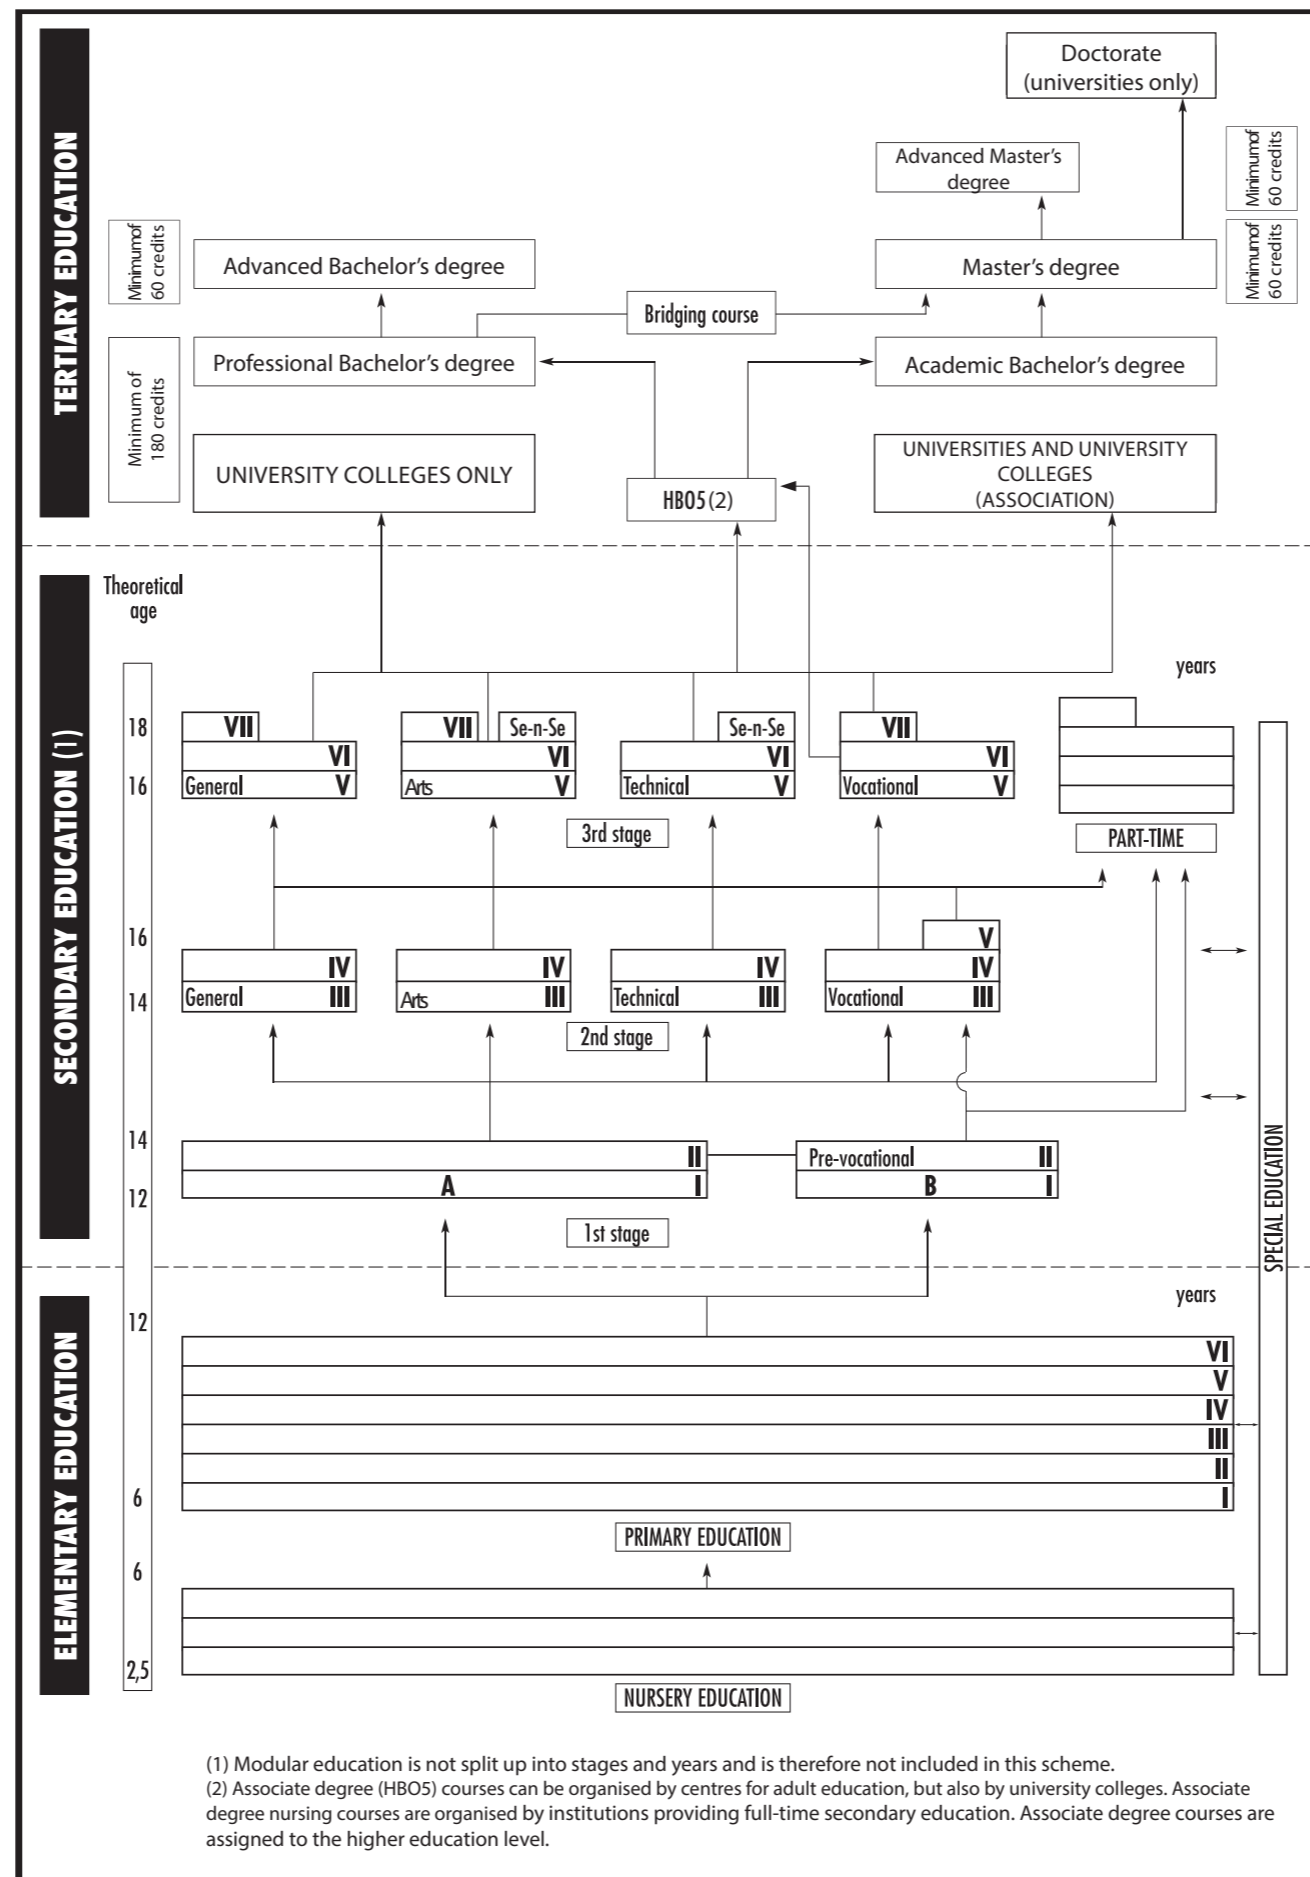 TERTIARY EDUCATION
Doctorate
(universities only)
Minimumof
60 credits
Advanced Master's
degree
Minimumof
60 credits
Advanced Bachelor's degree
Master's degree
Minimumof
60 credits
Bridging course
Professional Bachelor's degree
Academic Bachelor's degree
Minimum of
180 credits
UNIVERSITY COLLEGES ONLY
UNIVERSITIES AND UNIVERSITY
COLLEGES
(ASSOCIATION)
HBO5 (2)
SECONDARY EDUCATION (1)
Theoretical
age
years
18
VII
VII
Se-n-Se
Se-n-Se
VII
VI
VI
VI
VI
16
General V
Arts V
Technical V
Vocational V
3rd stage
PART-TIME
16
V
IV
IV
IV
IV
14
General III
Arts III
Technical III
Vocational III
2nd stage
14
II
Pre-vocational II
12
A I
B I
1st stage
SPECIAL EDUCATION
ELEMENTARY EDUCATION
years
12
VI
V
IV
III
II
6
I
PRIMARY EDUCATION
6
2,5
NURSERY EDUCATION
(1) Modular education is not split up into stages and years and is therefore not included in this scheme.
(2) Associate degree (HBO5) courses can be organised by centres for adult education, but also by university colleges. Associate
degree nursing courses are organised by institutions providing full-time secondary education. Associate degree courses are
assigned to the higher education level.